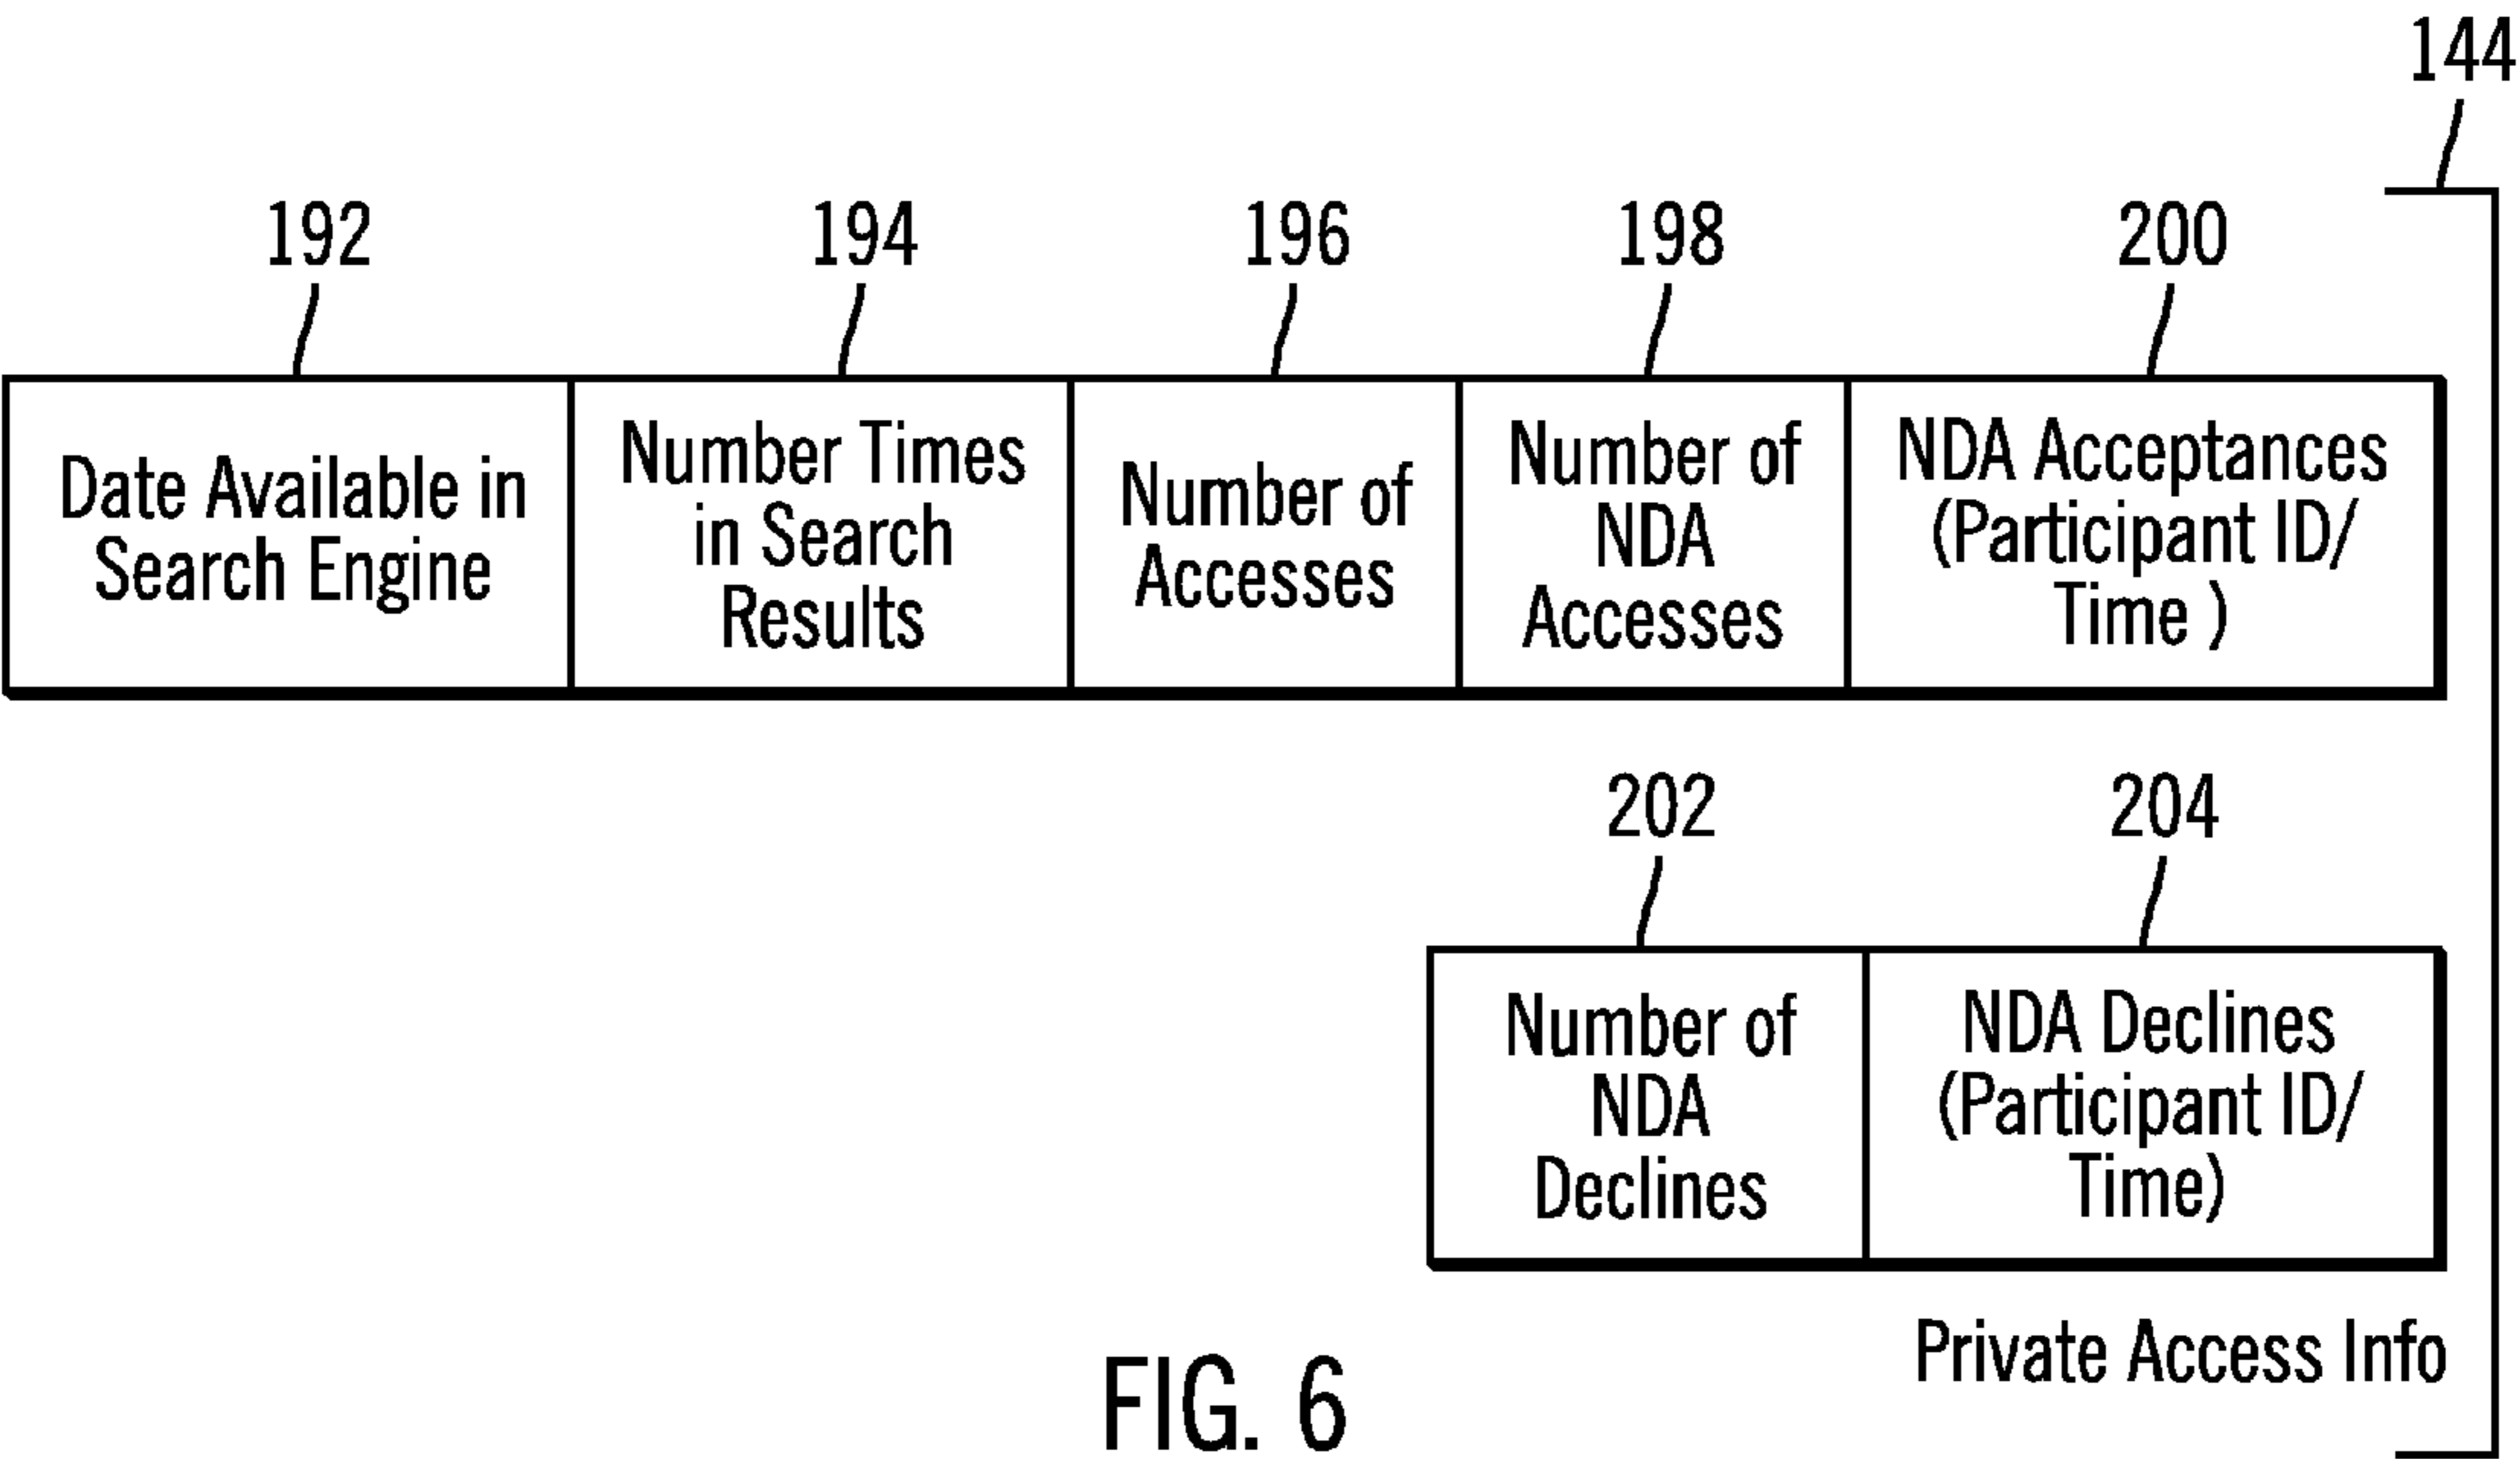 144
192 194 196 198 200
Date Available in
Search Engine
Number Times
in Search
Results
Number of
Accesses
Number of
NDA
Accesses
NDA Acceptances
(Participant ID/
Time )
202 204
Number of
NDA
Declines
NDA Declines
(Participant ID/
Time)
Private Access Info
FIG. 6